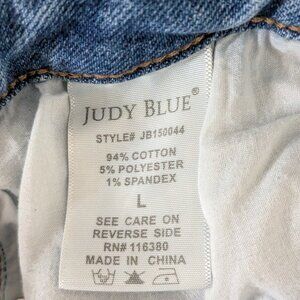 JUDY BLUE®
STYLE# JB150044
94% COTTON
5% POLYESTER
1% SPANDEX
L
SEE CARE ON
REVERSE SIDE
RN# 116380
MADE IN CHINA